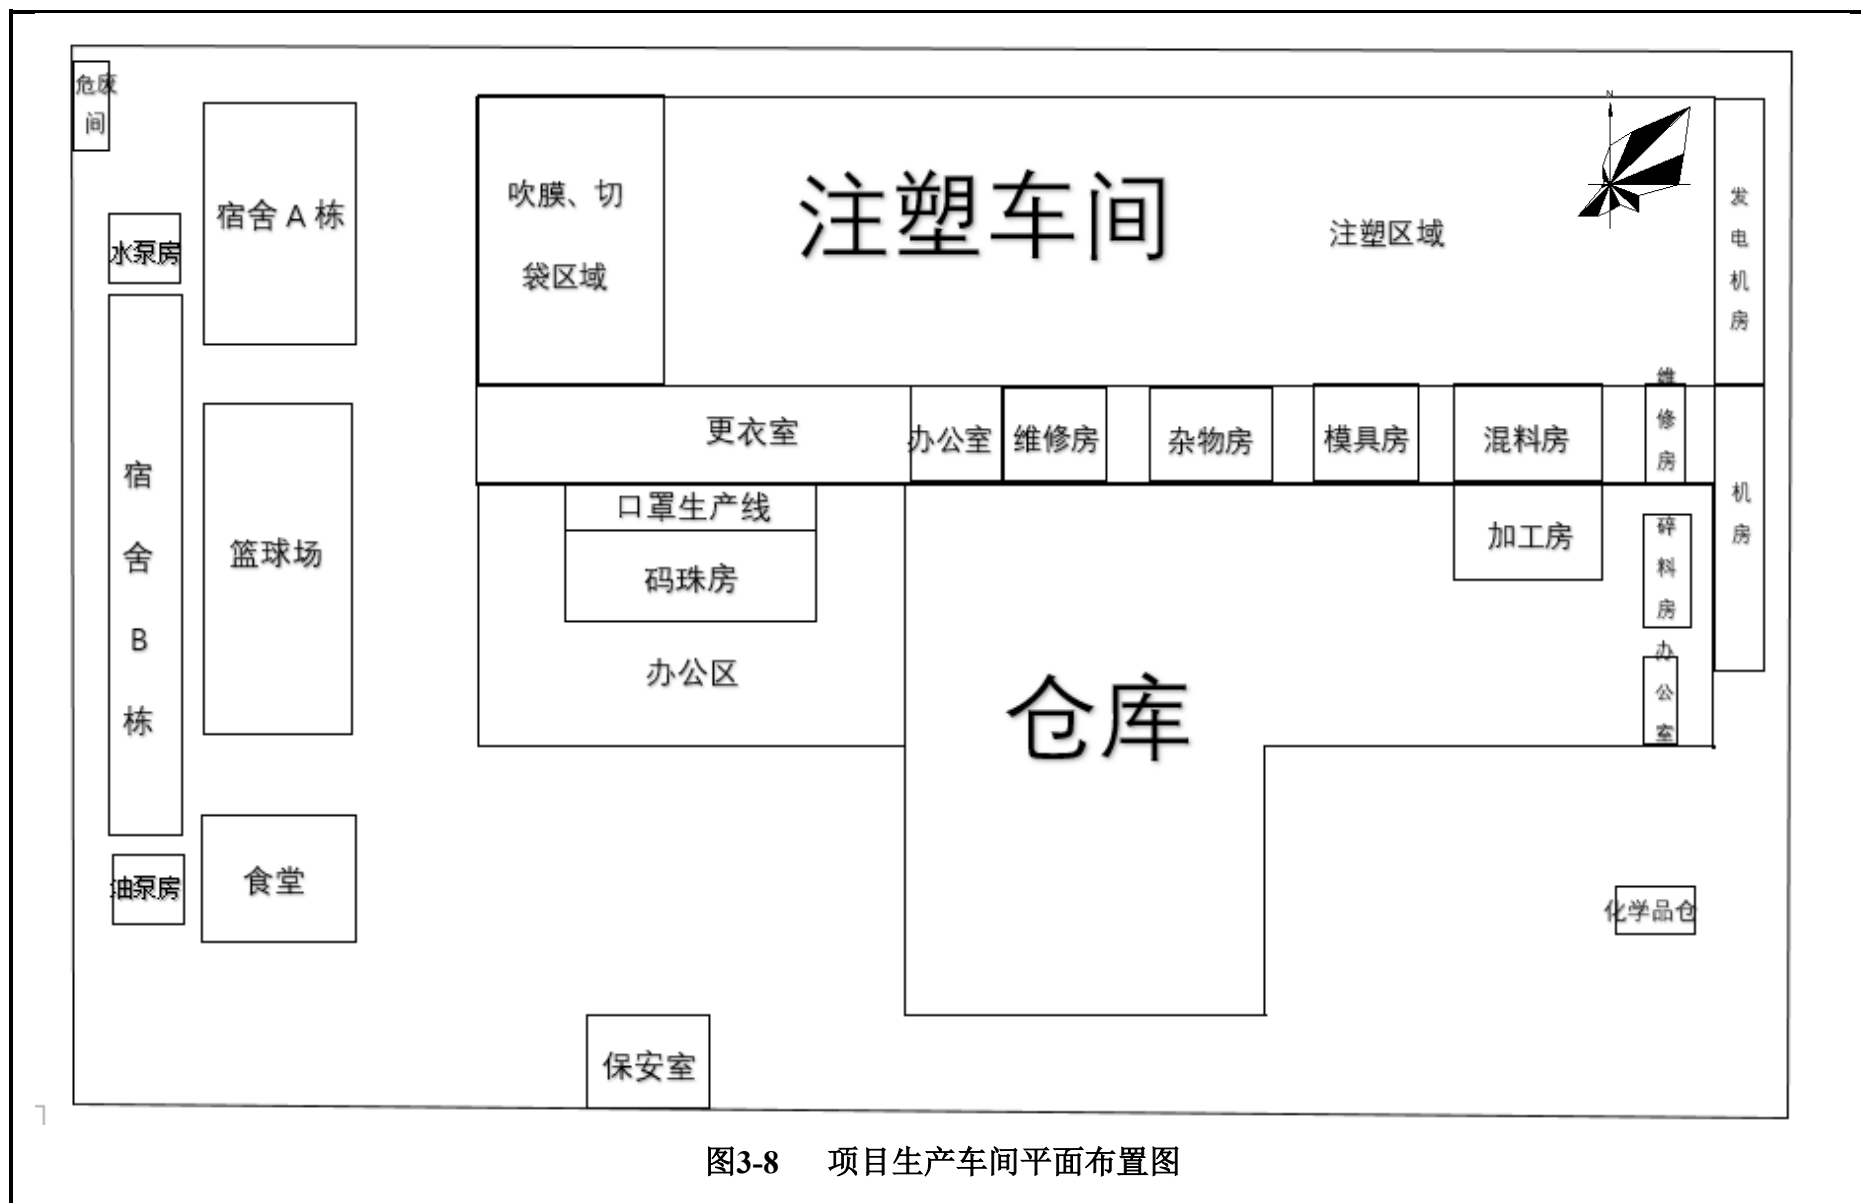 危废
间
宿舍 A 栋
水泵房
宿
舍
B
栋
篮球场
油泵房
食堂
吹膜、切
袋区域
注塑车间
注塑区域
N
发
电
机
房
更衣室
办公室
维修房
杂物房
模具房
混料房
维
修
房
机
房
口罩生产线
码珠房
办公区
仓库
加工房
碎
料
房
办
公
室
化学品仓
保安室
图3-8 项目生产车间平面布置图